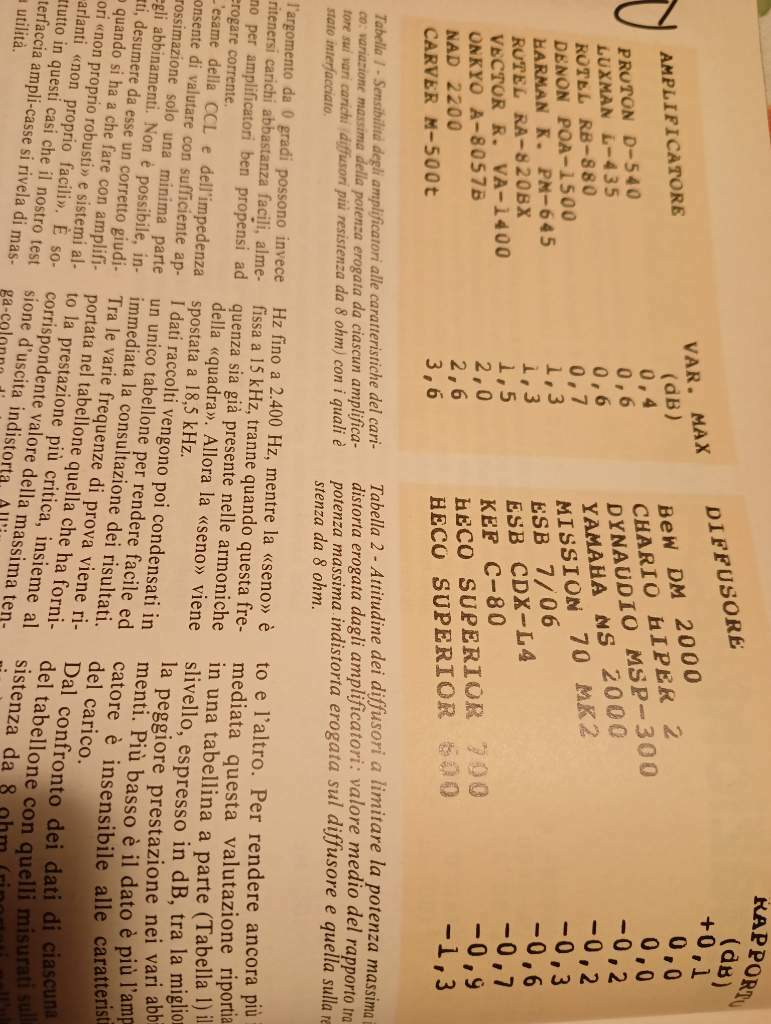 AMPLIFICATORE VAR. MAX
(dB)
PROTON D-540 0,4
LUXMAN L-435 0,6
ROTEL RB-880 0,6
DENON POA-1500 0,7
HARMAN K. PM-645 1,3
ROTEL RA-820BX 1,3
VECTOR R. VA-1400 1,5
ONKYO A-8057B 2,0
NAD 2200 2,6
CARVER M-500t 3,6
Tabella 1 - Sensibilità degli amplificatori alle caratteristiche del cari-
co: variazione massima della potenza erogata da ciascun amplifica-
tore sui vari carichi (diffusori più resistenza da 8 ohm) con i quali è
stato interfacciato.
DIFFUSORE RAPPORTO
(dB)
BeW DM 2000 +0,1
CHARIO HIPER 2 0,0
DYNAUDIO MSP-300 0,0
YAMAHA NS 2000 -0,2
MISSION 70 MK2 -0,2
ESB 7/06 -0,3
ESB CDX-L4 -0,6
KEF C-80 -0,7
HECO SUPERIOR 700 -0,9
HECO SUPERIOR 600 -1,3
Tabella 2 - Attitudine dei diffusori a limitare la potenza massima
distorta erogata dagli amplificatori: valore medio del rapporto tra
potenza massima indistorta erogata sul diffusore e quella sulla re
stenza da 8 ohm.
l'argomento da 0 gradi possono invece
ritenersi carichi abbastanza facili, alme-
no per amplificatori ben propensi ad
erogare corrente.
L'esame della CCL e dell'impedenza
consente di valutare con sufficiente ap-
rossimazione solo una minima parte
egli abbinamenti. Non è possibile, in-
tti, desumere da esse un corretto giudi-
quando si ha a che fare con amplifi-
ori «non proprio robusti» e sistemi al-
arlanti «non proprio facili». È so-
tutto in questi casi che il nostro test
terfaccia ampli-casse si rivela di mas-
utilità.
Hz fino a 2.400 Hz, mentre la «seno» è
fissa a 15 kHz, tranne quando questa fre-
quenza sia già presente nelle armoniche
della «quadra». Allora la «seno» viene
spostata a 18,5 kHz.
I dati raccolti vengono poi condensati in
un unico tabellone per rendere facile ed
immediata la consultazione dei risultati.
Tra le varie frequenze di prova viene ri-
portata nel tabellone quella che ha forni-
to la prestazione più critica, insieme al
corrispondente valore della massima ten-
sione d'uscita indistorta.
to e l'altro. Per rendere ancora più
mediata questa valutazione riporti
in una tabellina a parte (Tabella 1) il
slivello, espresso in dB, tra la miglio
la peggiore prestazione nei vari abb
menti. Più basso è il dato è più l'amp
catore è insensibile alle caratterist
del carico.
Dal confronto dei dati di ciascuna
del tabellone con quelli misurati sul
sistenza da 8 ohm